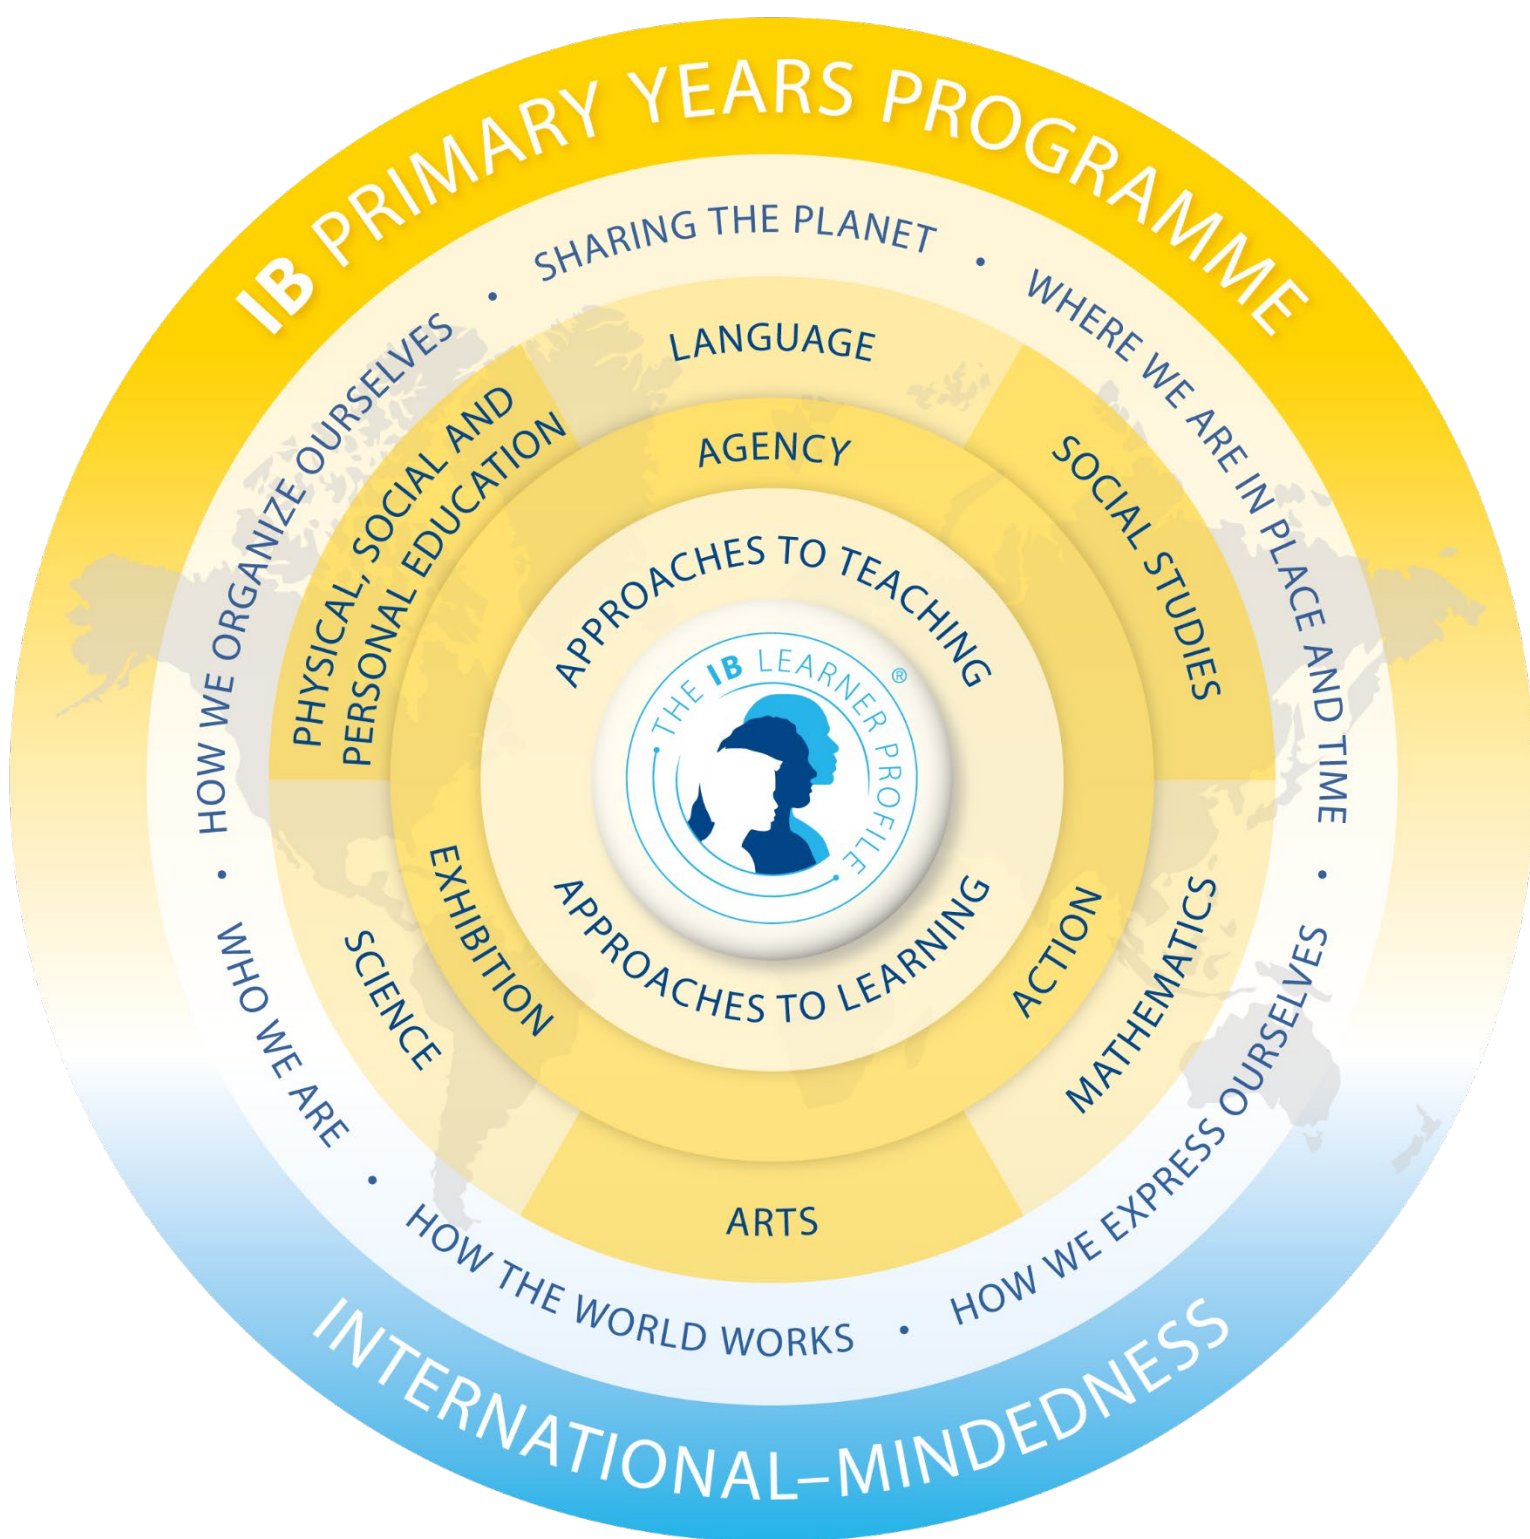 IB PRIMARY YEARS PROGRAMME
SHARING THE PLANET
•
WHERE WE ARE IN PLACE AND TIME
•
HOW WE EXPRESS OURSELVES
•
HOW THE WORLD WORKS
•
WHO WE ARE
•
HOW WE ORGANIZE OURSELVES
•
LANGUAGE
SOCIAL STUDIES
MATHEMATICS
ARTS
SCIENCE
PHYSICAL, SOCIAL AND
PERSONAL EDUCATION
AGENCY
ACTION
EXHIBITION
APPROACHES TO TEACHING
APPROACHES TO LEARNING
THE IB LEARNER PROFILE ®
INTERNATIONAL–MINDEDNESS